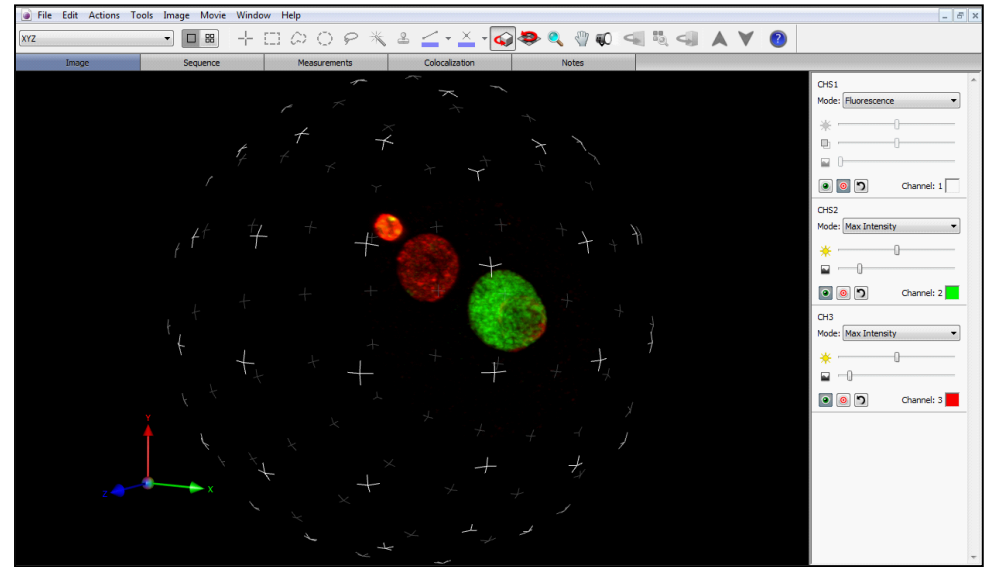 File Edit Actions Tools Image Movie Window Help
XYZ
Image Sequence Measurements Colocalization Notes
CHS1
Mode: Fluorescence
Channel: 1
CHS2
Mode: Max Intensity
Channel: 2
CH3
Mode: Max Intensity
Channel: 3
Y
Z
X